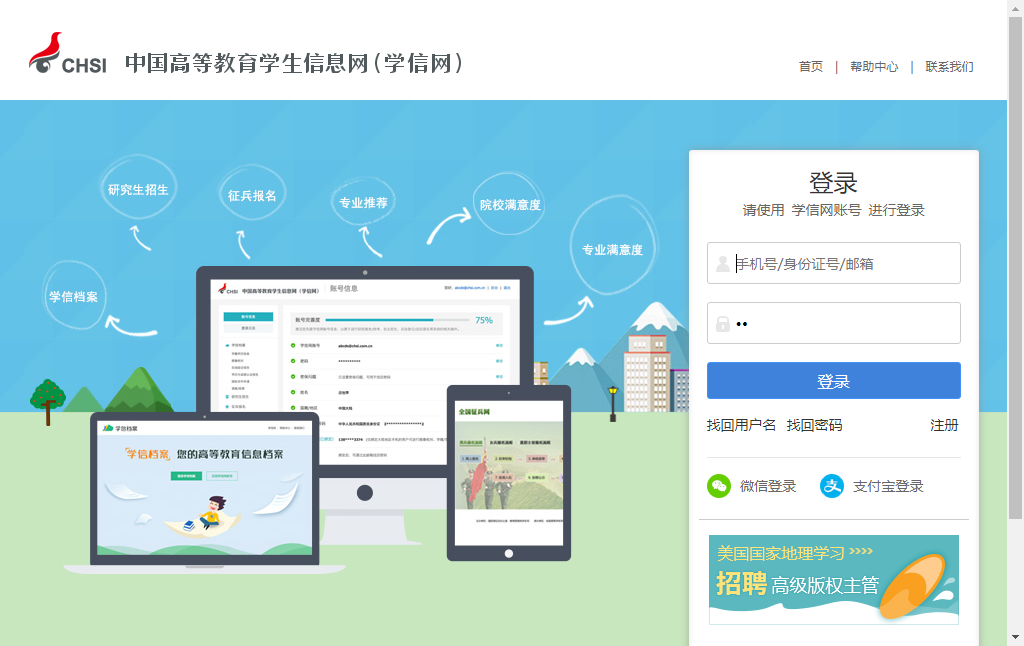 CHSI 中国高等教育学生信息网(学信网)
首页 | 帮助中心 | 联系我们
研究生招生
征兵报名
专业推荐
院校满意度
专业满意度
学信档案
登录
请使用 学信网账号 进行登录
手机号/身份证号/邮箱
登录
找回用户名 找回密码 注册
微信登录 支付宝登录
美国国家地理学习 >>>>
招聘 高级版权主管
CHSI 中国高等教育学生信息网(学信网) 账号信息
账号完善度 75%
全国征兵网
学信档案
"学信档案" 您的高等教育信息档案